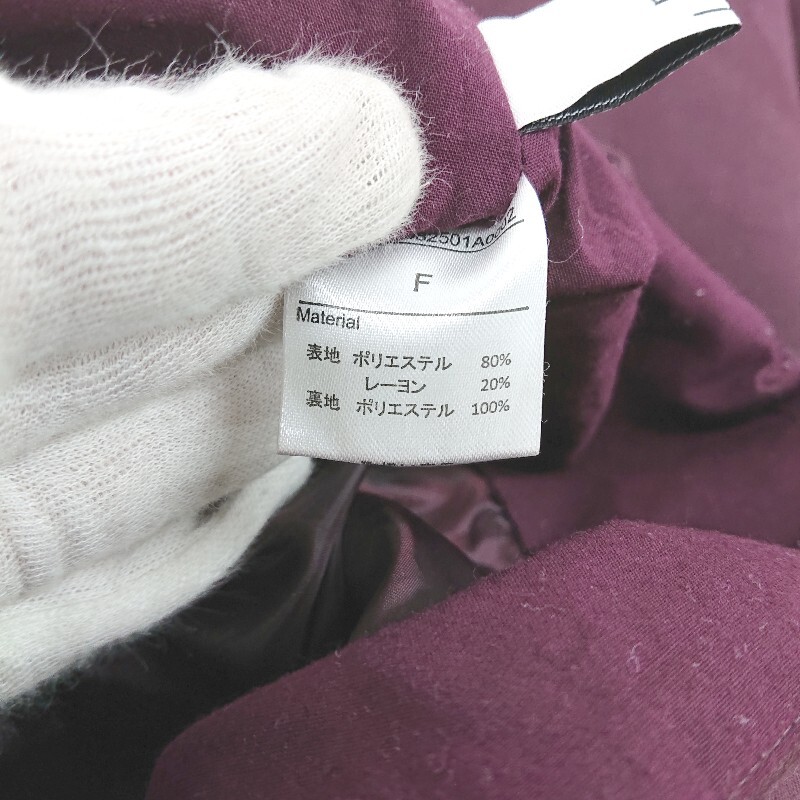 F
Material
表地 ポリエステル 80%
レーヨン 20%
裏地 ポリエステル 100%